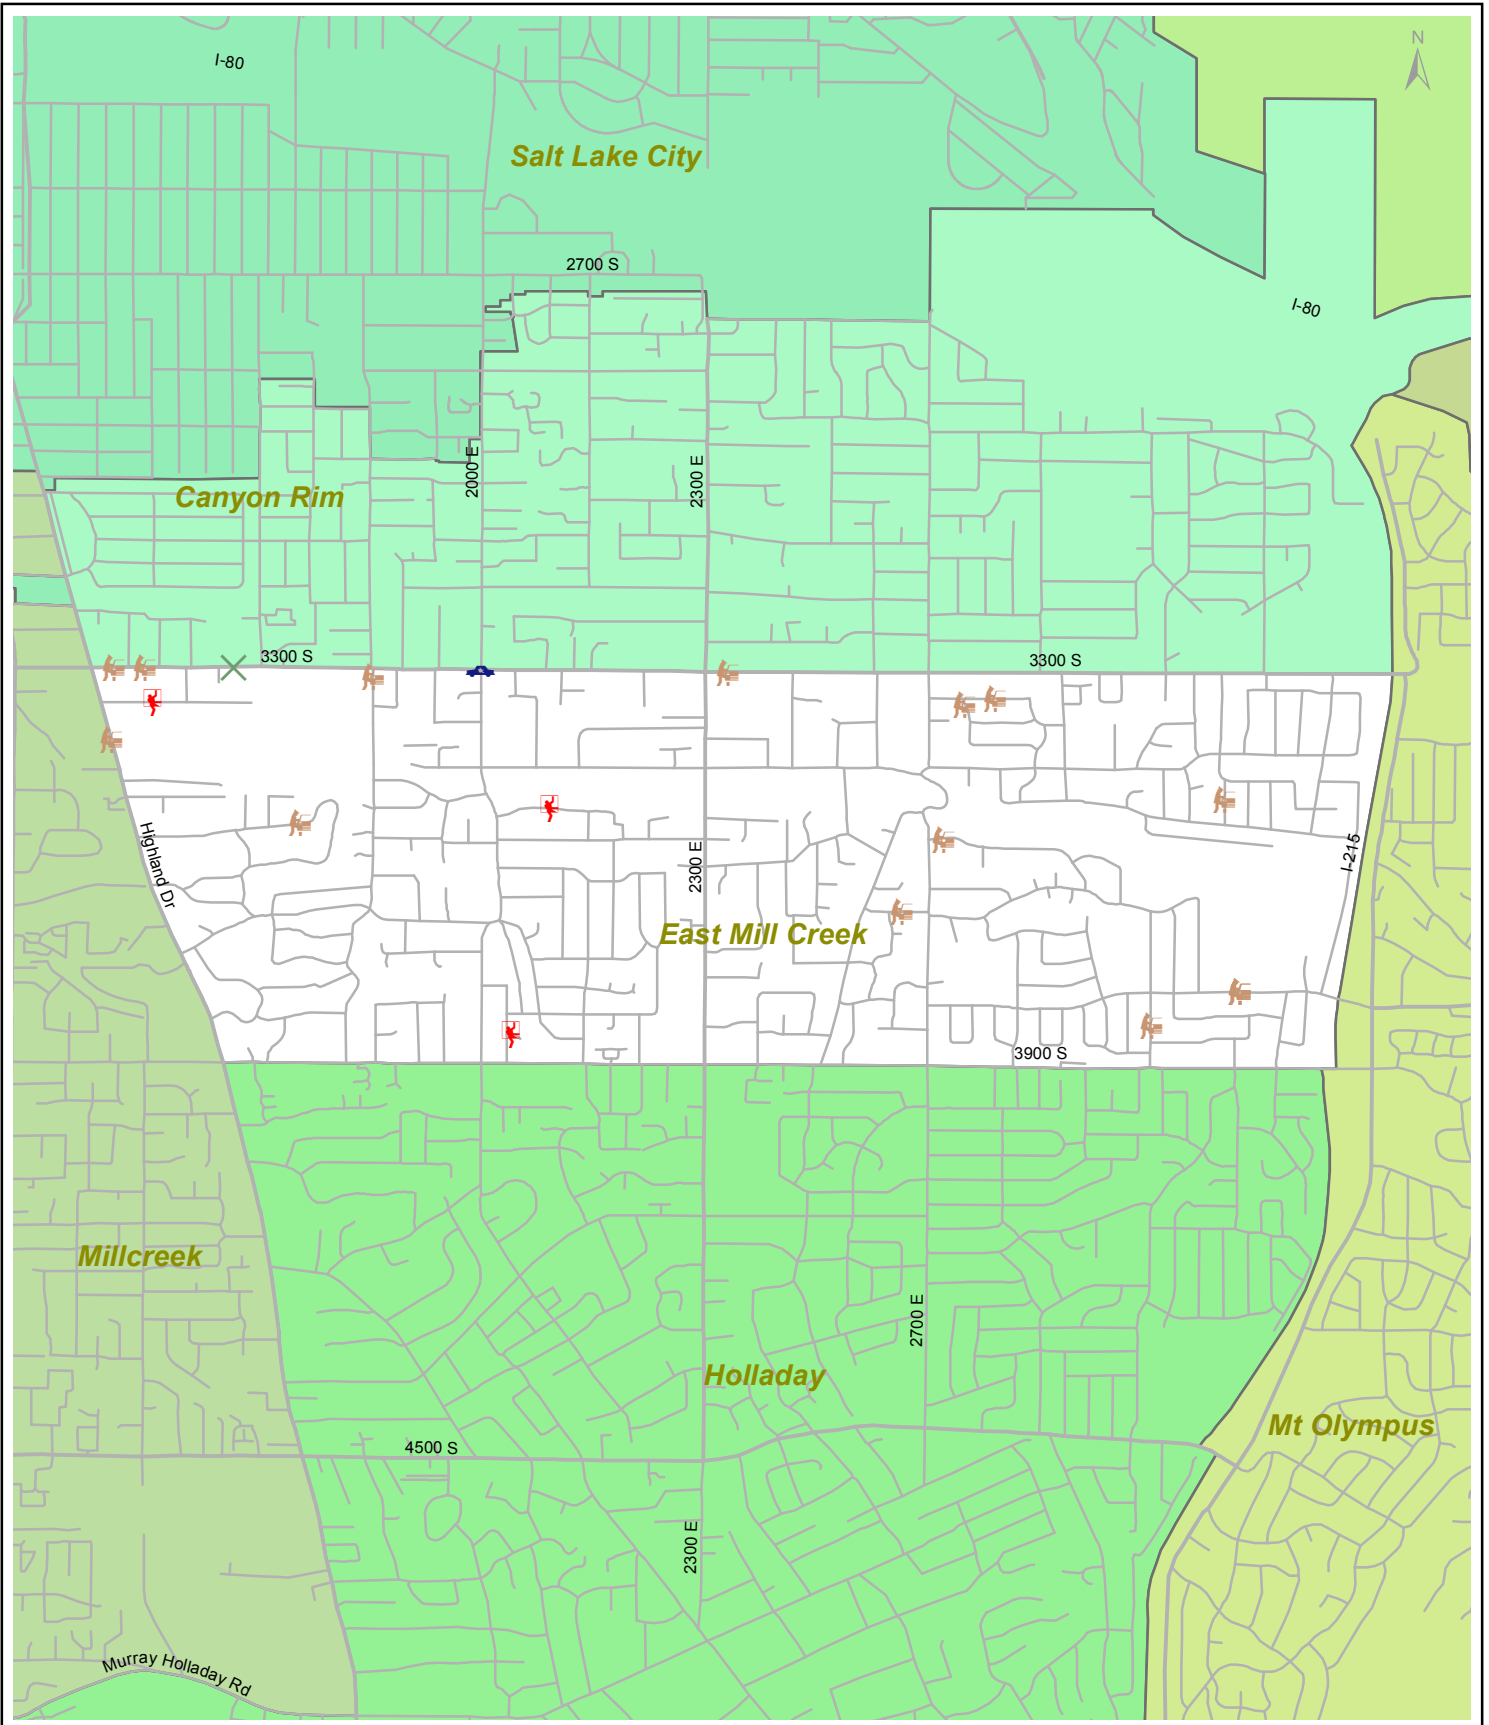 I-80
N
Salt Lake City
2700 S
I-80
2000 E
2300 E
Canyon Rim
3300 S
3300 S
Highland Dr
2300 E
I-215
East Mill Creek
3900 S
Millcreek
2700 E
Holladay
Mt Olympus
4500 S
2300 E
Murray Holladay Rd